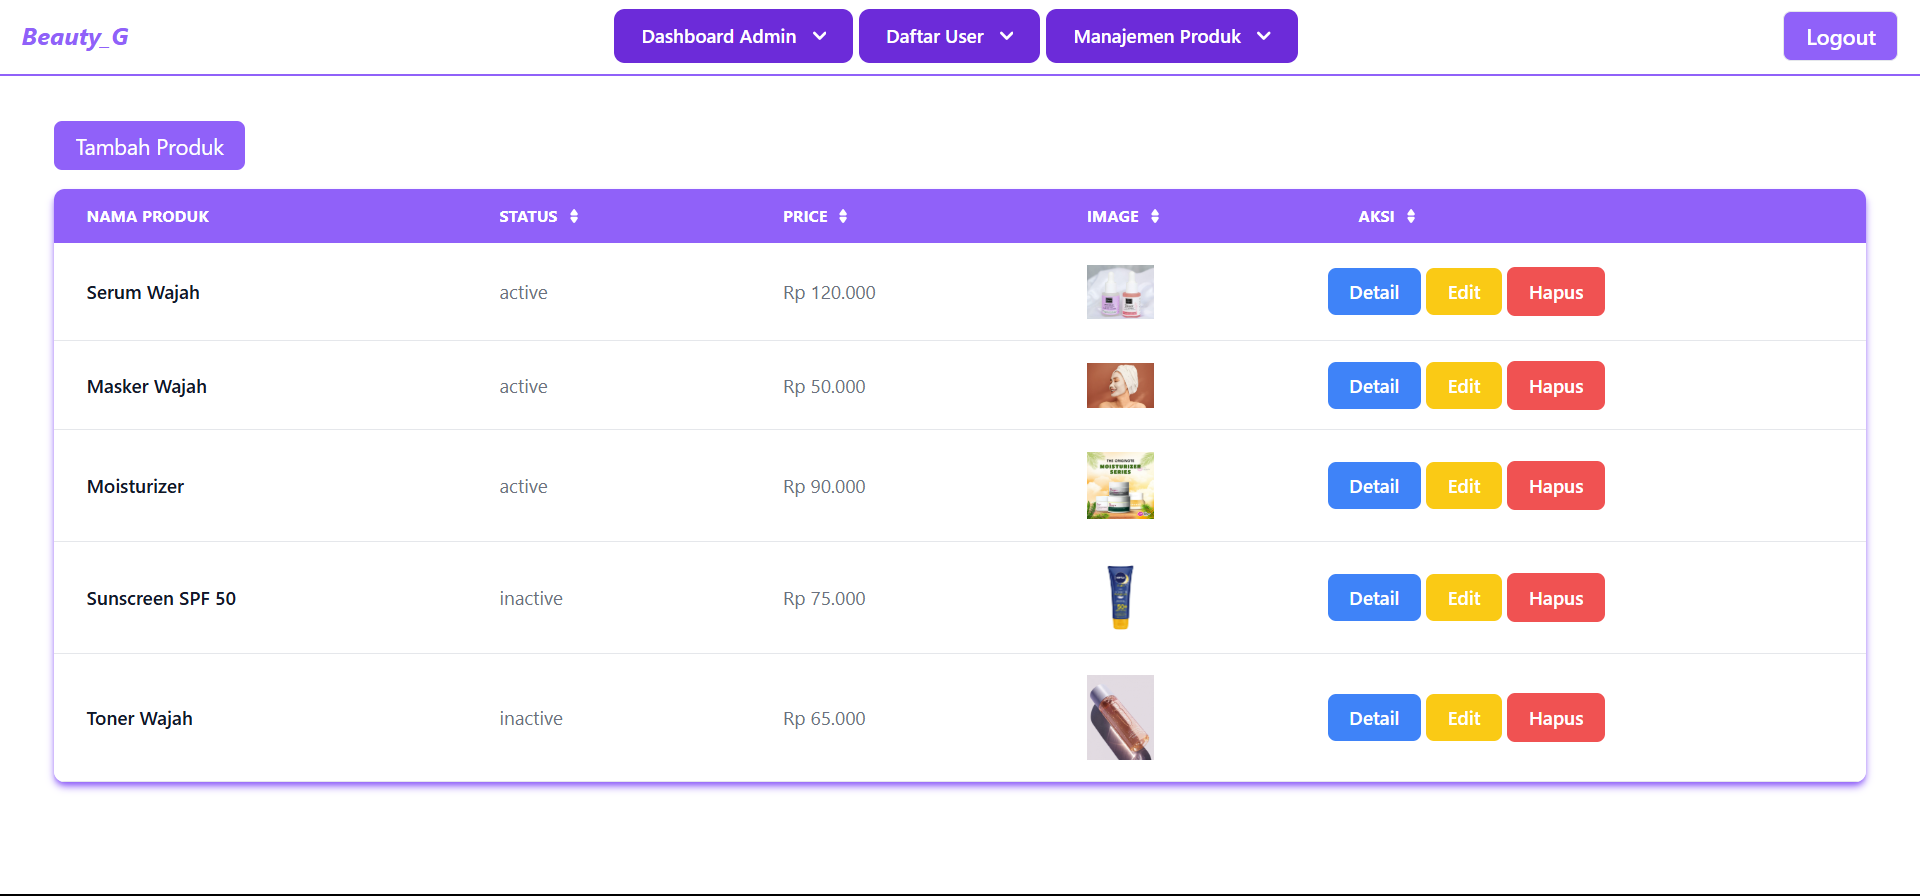 Beauty_G
Dashboard Admin
Daftar User
Manajemen Produk
Logout
Tambah Produk
NAMA PRODUK STATUS PRICE IMAGE AKSI
Serum Wajah active Rp 120.000 Detail Edit Hapus
Masker Wajah active Rp 50.000 Detail Edit Hapus
Moisturizer active Rp 90.000 Detail Edit Hapus
MOISTURIZER
SERIES
Sunscreen SPF 50 inactive Rp 75.000 Detail Edit Hapus
Toner Wajah inactive Rp 65.000 Detail Edit Hapus